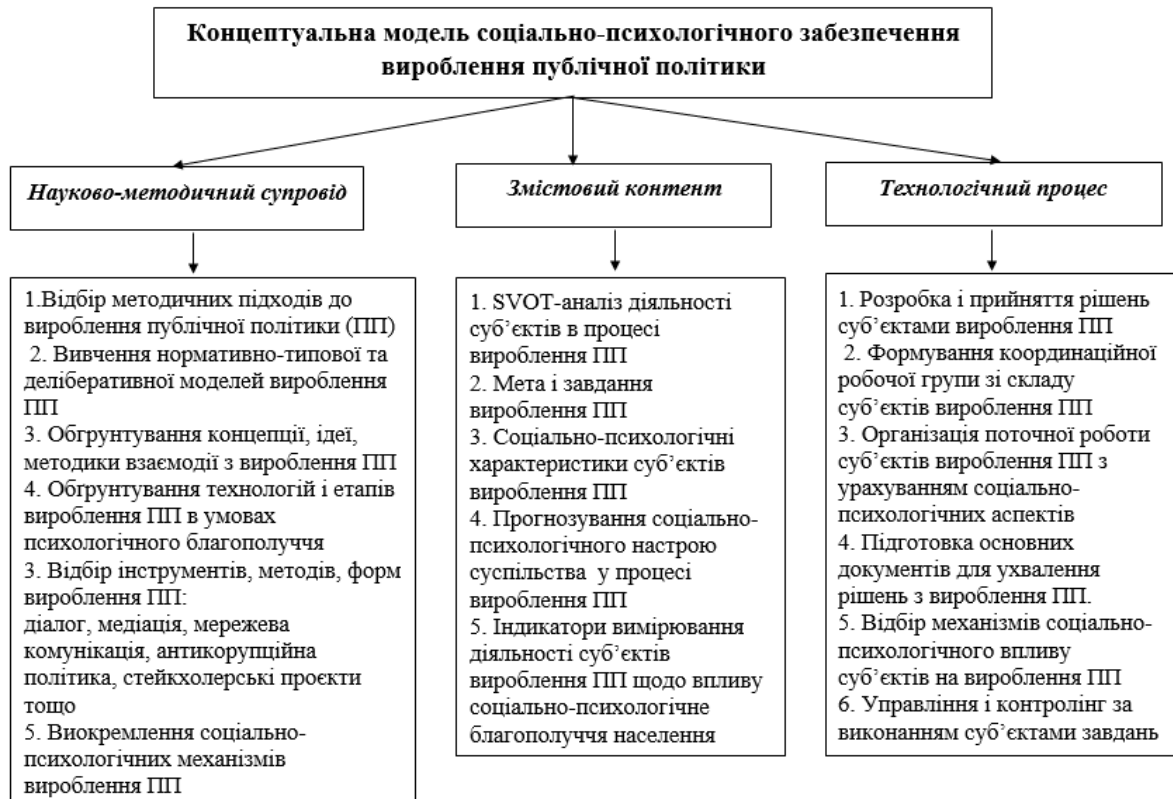 Концептуальна модель соціально-психологічного забезпечення
вироблення публічної політики
Науково-методичний супровід
Змістовий контент
Технологічний процес
1.Відбір методичних підходів до
вироблення публічної політики (ПП)
2. Вивчення нормативно-типової та
деліберативної моделей вироблення
ПП
3. Обгрунтування концепції, ідеї,
методики взаємодії з вироблення ПП
4. Обґрунтування технологій і етапів
вироблення ПП в умовах
психологічного благополуччя
3. Відбір інструментів, методів, форм
вироблення ПП:
діалог, медіація, мережева
комунікація, антикорупційна
політика, стейкхолерські проєкти
тощо
5. Виокремлення соціально-
психологічних механізмів
вироблення ПП
1. SVOT-аналіз діяльності
суб’єктів в процесі
вироблення ПП
2. Мета і завдання
вироблення ПП
3. Соціально-психологічні
характеристики суб’єктів
вироблення ПП
4. Прогнозування соціально-
психологічного настрою
суспільства у процесі
вироблення ПП
5. Індикатори вимірювання
діяльності суб’єктів
вироблення ПП щодо впливу
соціально-психологічне
благополуччя населення
1. Розробка і прийняття рішень
суб’єктами вироблення ПП
2. Формування координаційної
робочої групи зі складу
суб’єктів вироблення ПП
3. Організація поточної роботи
суб’єктів вироблення ПП з
урахуванням соціально-
психологічних аспектів
4. Підготовка основних
документів для ухвалення
рішень з вироблення ПП.
5. Відбір механізмів соціально-
психологічного впливу
суб’єктів на вироблення ПП
6. Управління і контролінг за
виконанням суб’єктами завдань